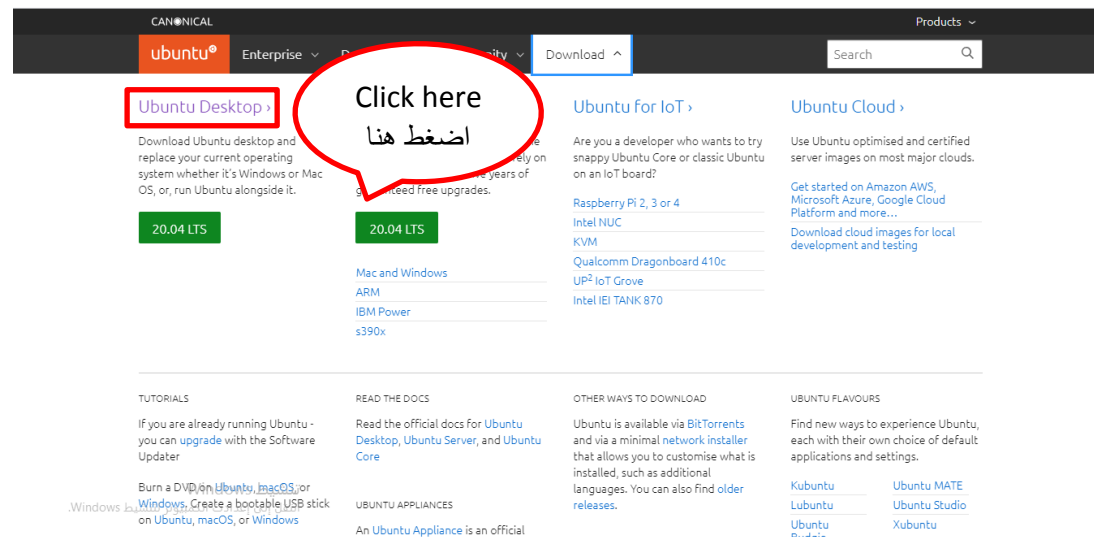 CANONICAL
Products
ubuntu®
Enterprise
Download
Search
Click here
اضغط هنا
Ubuntu Desktop ›
Download Ubuntu desktop and
replace your current operating
system whether it's Windows or Mac
OS, or, run Ubuntu alongside it.
20.04 LTS
years of
free upgrades.
20.04 LTS
Mac and Windows
ARM
IBM Power
s390x
Ubuntu for IoT ›
Are you a developer who wants to try
snappy Ubuntu Core or classic Ubuntu
on an IoT board?
Raspberry Pi 2, 3 or 4
Intel NUC
KVM
Qualcomm Dragonboard 410c
UP² IoT Grove
Intel IEI TANK 870
Ubuntu Cloud ›
Use Ubuntu optimised and certified
server images on most major clouds.
Get started on Amazon AWS,
Microsoft Azure, Google Cloud
Platform and more...
Download cloud images for local
development and testing
TUTORIALS
If you are already running Ubuntu -
you can upgrade with the Software
Updater
Burn a DVD on Ubuntu, macOS, or
Windows. Create a bootable USB stick
on Ubuntu, macOS, or Windows
تنشيط Windows
انتقل إلى إعدادات الكمبيوتر لتنشيط Windows.
READ THE DOCS
Read the official docs for Ubuntu
Desktop, Ubuntu Server, and Ubuntu
Core
UBUNTU APPLIANCES
An Ubuntu Appliance is an official
OTHER WAYS TO DOWNLOAD
Ubuntu is available via BitTorrents
and via a minimal network installer
that allows you to customise what is
installed, such as additional
languages. You can also find older
releases.
UBUNTU FLAVOURS
Find new ways to experience Ubuntu,
each with their own choice of default
applications and settings.
Kubuntu
Lubuntu
Ubuntu
Budgie
Ubuntu MATE
Ubuntu Studio
Xubuntu